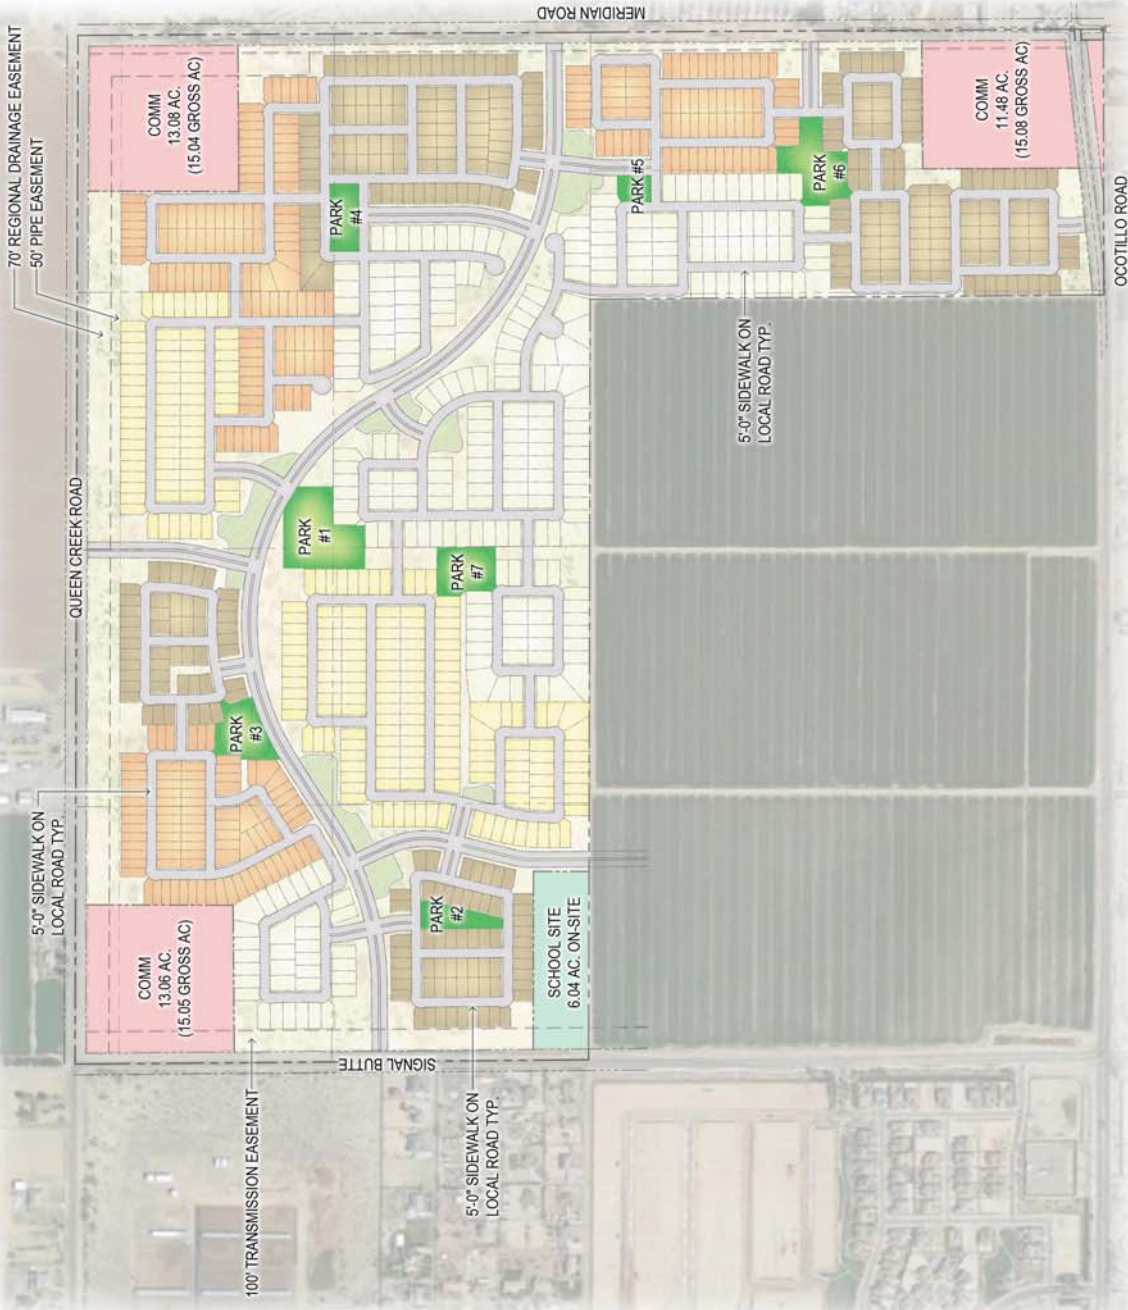 MERIDIAN ROAD
70' REGIONAL DRAINAGE EASEMENT
50' PIPE EASEMENT
COMM
13.08 AC.
(15.04 GROSS AC)
COMM
11.48 AC.
(15.08 GROSS AC)
OCOTILLO ROAD
PARK
#4
PARK #5
PARK
#6
5'-0" SIDEWALK ON
LOCAL ROAD TYP.
QUEEN CREEK ROAD
PARK
#1
PARK
#7
PARK
#3
5'-0" SIDEWALK ON
LOCAL ROAD TYP.
PARK
#2
COMM
13.06 AC.
(15.05 GROSS AC)
SCHOOL SITE
6.04 AC. ON-SITE
SIGNAL BUTTE
100' TRANSMISSION EASEMENT
5'-0" SIDEWALK ON
LOCAL ROAD TYP.